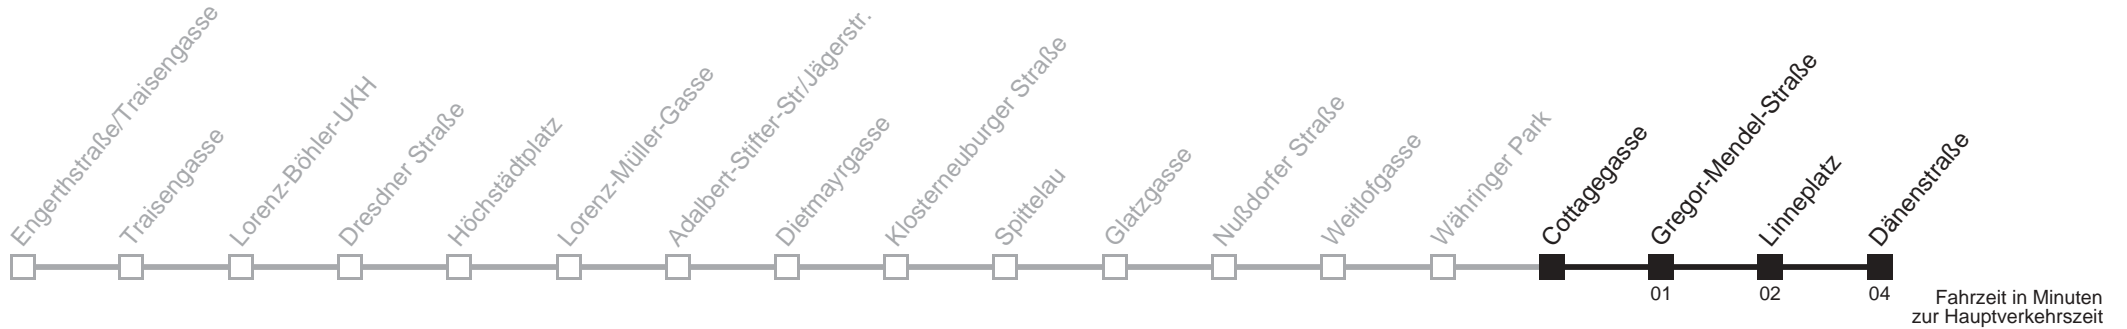 Engerthstraße/Traisengasse
Traisengasse
Lorenz-Böhler-UKH
Dresdner Straße
Höchstädtplatz
Lorenz-Müller-Gasse
Adalbert-Stifter-Str/Jägerstr.
Dietmayrgasse
Klosterneuburger Straße
Spittelau
Glatzgasse
Nußdorfer Straße
Weitlofgasse
Währinger Park
Cottagegasse
Gregor-Mendel-Straße
Linneplatz
Dänenstraße
01
02
04
Fahrzeit in Minuten
zur Hauptverkehrszeit